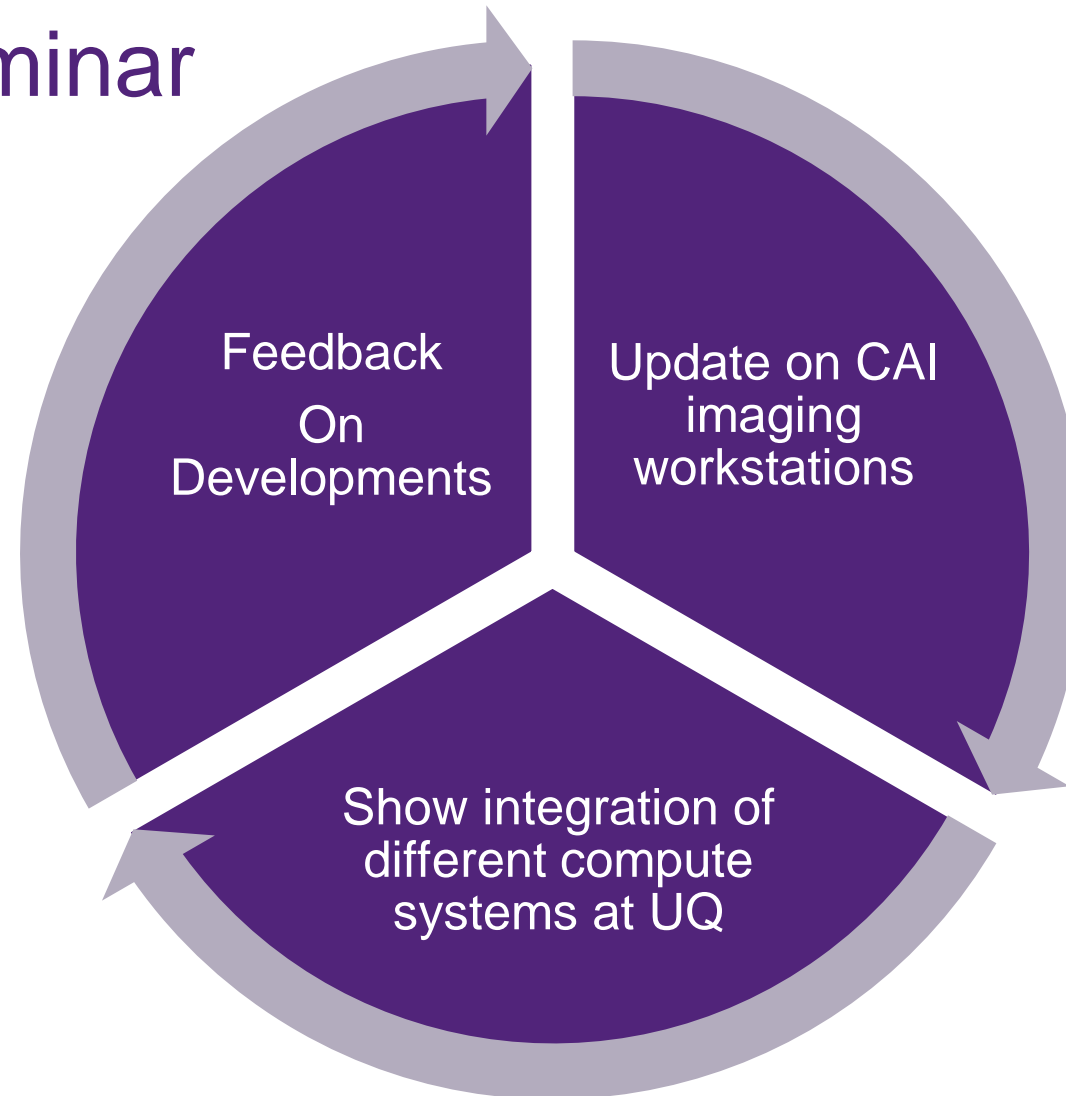 minar
Feedback
On
Developments
Update on CAI
imaging
workstations
Show integration of
different compute
systems at UQ